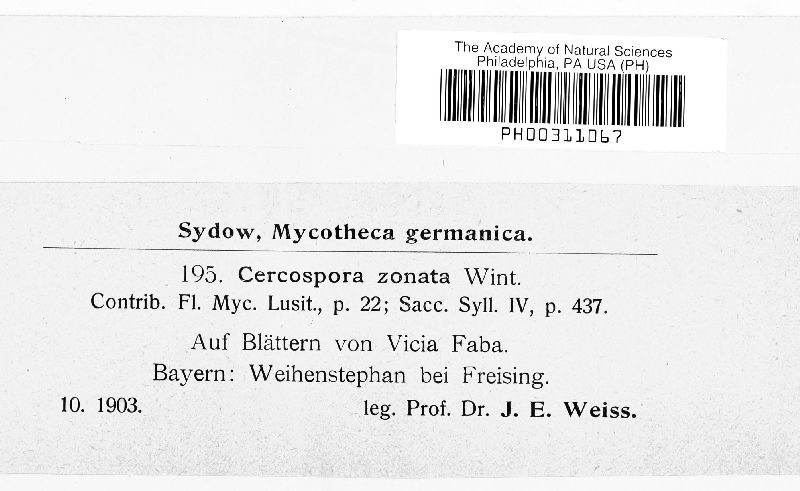 The Academy of Natural Sciences
Philadelphia, PA USA (PH)
PH00311067
Sydow, Mycotheca germanica.
195. Cercospora zonata Wint.
Contrib. Fl. Myc. Lusit., p. 22; Sacc. Syll. IV, p. 437.
Auf Blättern von Vicia Faba.
Bayern: Weihenstephan bei Freising.
10. 1903. leg. Prof. Dr. J. E. Weiss.